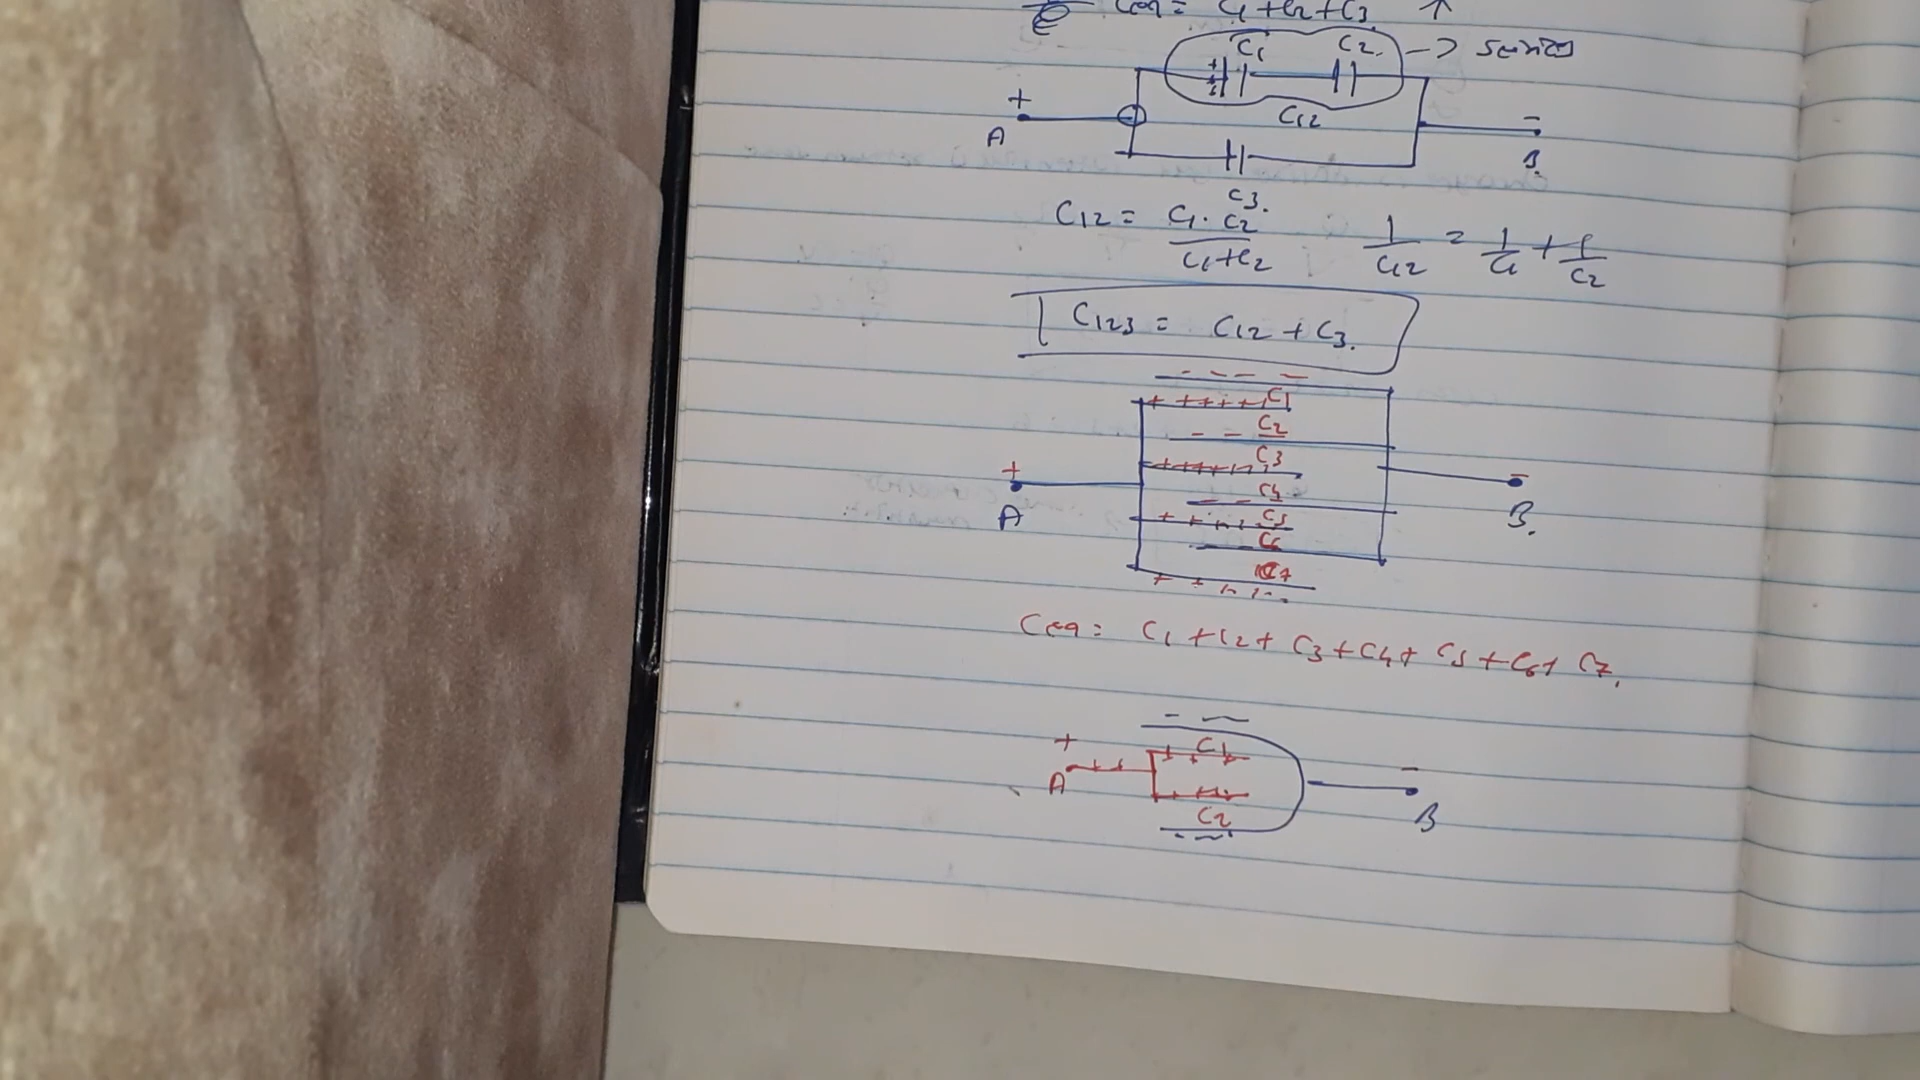 Ceq = C1 + C2 + C3 ↑
C1 C2 -> series
+
A
C12
-
B.
C3.
C12 = C1 · C2 / C1 + C2 1/C12 = 1/C1 + 1/C2
C123 = C12 + C3.
- - - -
+ + + + + C1
- - C2
C3
+ -
A
C4
B.
C5
C6
C7
Ceq = C1 + C2 + C3 + C4 + C5 + C6 + C7.
+ C1 -
A
C2
B